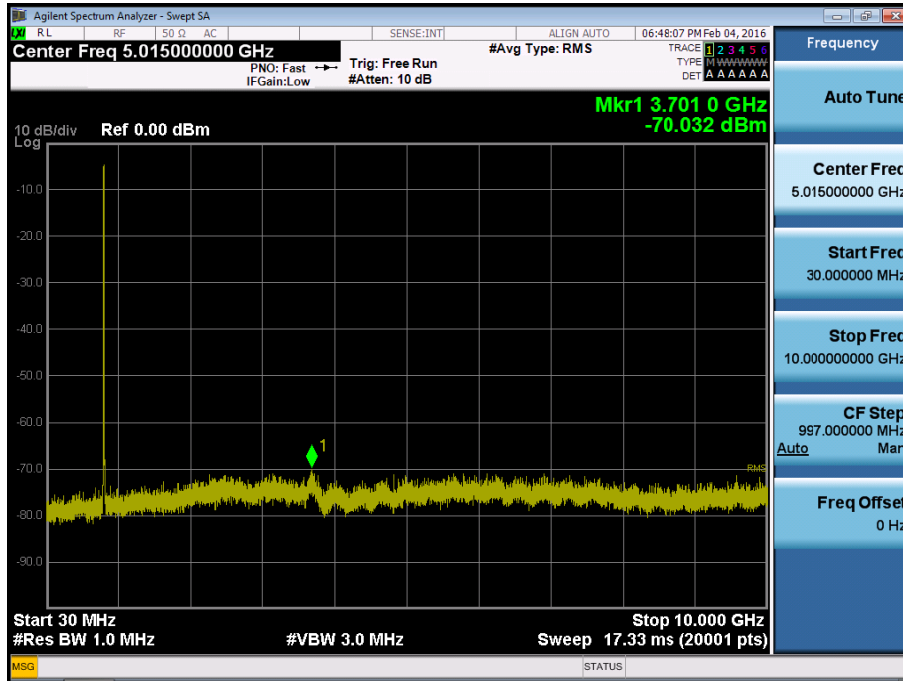 Agilent Spectrum Analyzer - Swept SA
LXI RL RF 50 Ω AC SENSE:INT ALIGN AUTO 06:48:07 PM Feb 04, 2016
Center Freq 5.015000000 GHz
PNO: Fast
IFGain:Low
Trig: Free Run
#Atten: 10 dB
#Avg Type: RMS
TRACE 1 2 3 4 5 6
TYPE M WWWWW
DET A A A A A A
Mkr1 3.701 0 GHz
-70.032 dBm
10 dB/div Ref 0.00 dBm
Log
-10.0
-20.0
-30.0
-40.0
-50.0
-60.0
-70.0
-80.0
-90.0
1
RMS
Start 30 MHz Stop 10.000 GHz
#Res BW 1.0 MHz #VBW 3.0 MHz Sweep 17.33 ms (20001 pts)
MSG STATUS
Frequency
Auto Tune
Center Freq
5.015000000 GHz
Start Freq
30.000000 MHz
Stop Freq
10.000000000 GHz
CF Step
997.000000 MHz
Auto Man
Freq Offset
0 Hz